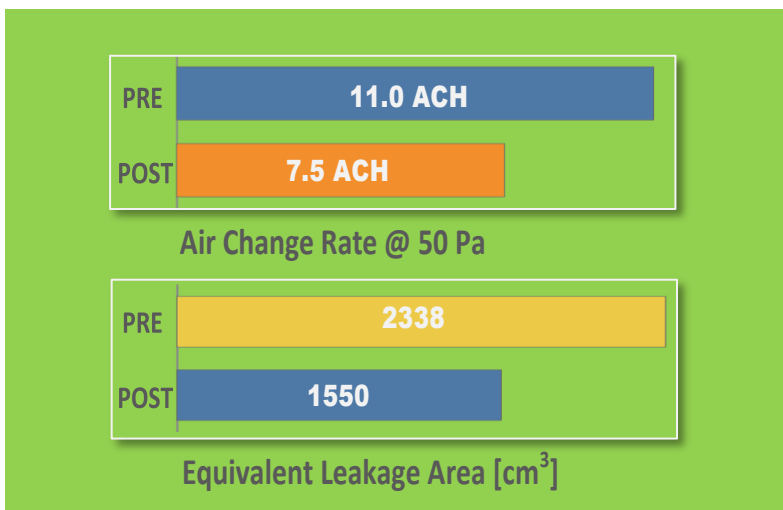 PRE 11.0 ACH
POST 7.5 ACH
Air Change Rate @ 50 Pa
PRE 2338
POST 1550
Equivalent Leakage Area [cm³]